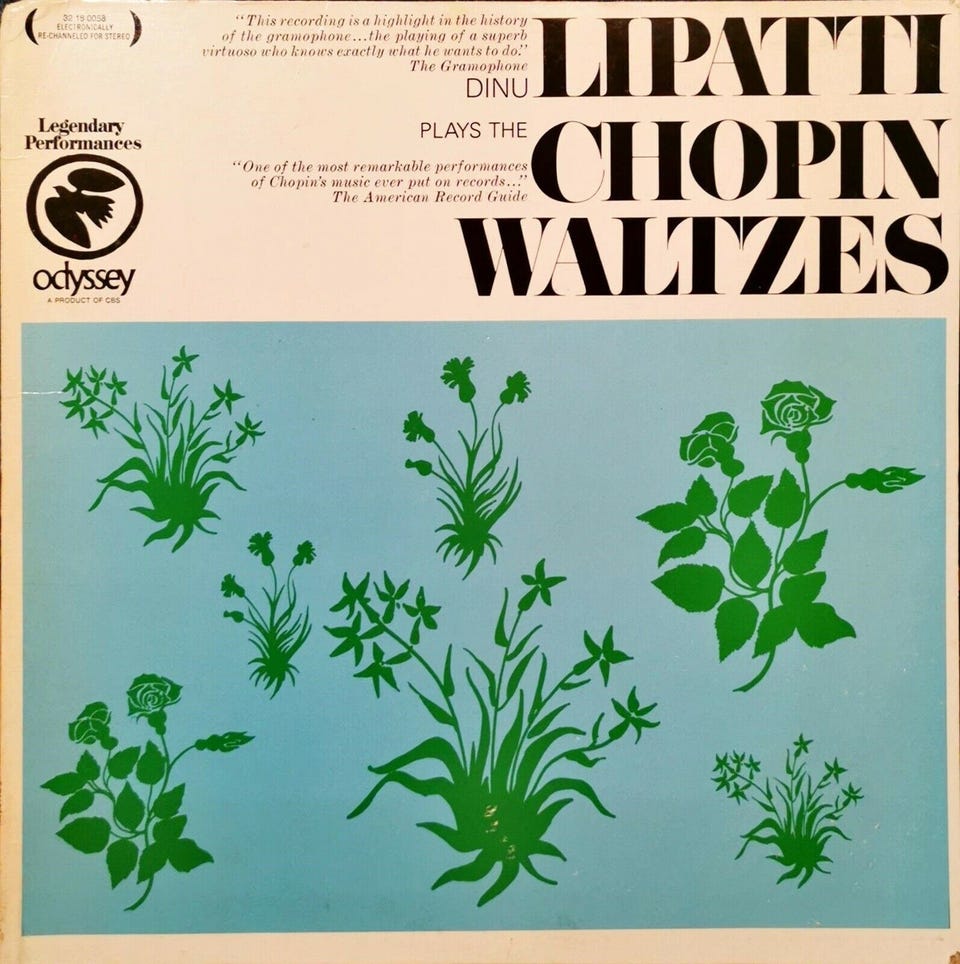 32 16 0058
ELECTRONICALLY
RE-CHANNELED FOR STEREO
"This recording is a highlight in the history
of the gramophone...the playing of a superb
virtuoso who knows exactly what he wants to do."
The Gramophone
DINU LIPATTI
PLAYS THE CHOPIN
WALTZES
"One of the most remarkable performances
of Chopin's music ever put on records..."
The American Record Guide
Legendary
Performances
odyssey
A PRODUCT OF CBS